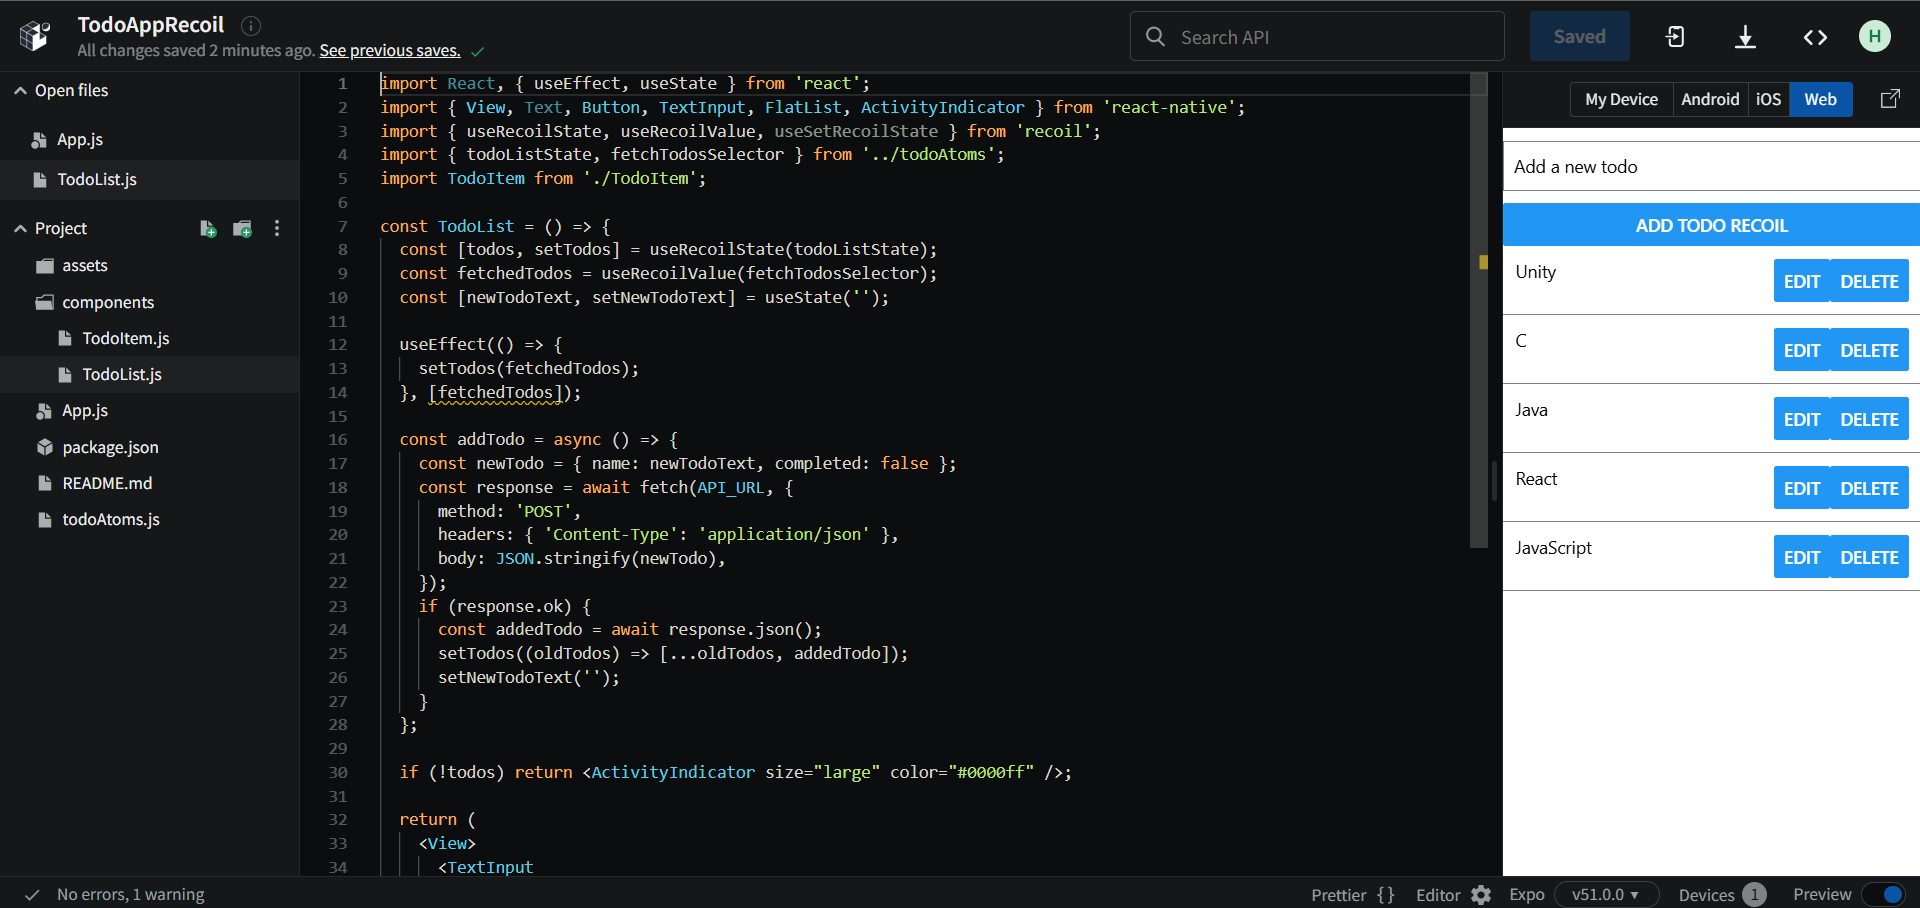 TodoAppRecoil
All changes saved 2 minutes ago. See previous saves.
Search API
Saved
H
Open files
App.js
TodoList.js
Project
assets
components
TodoItem.js
TodoList.js
App.js
package.json
README.md
todoAtoms.js
1 import React, { useEffect, useState } from 'react';
2 import { View, Text, Button, TextInput, FlatList, ActivityIndicator } from 'react-native';
3 import { useRecoilState, useRecoilValue, useSetRecoilState } from 'recoil';
4 import { todoListState, fetchTodosSelector } from '../todoAtoms';
5 import TodoItem from './TodoItem';
6
7 const TodoList = () => {
8 const [todos, setTodos] = useRecoilState(todoListState);
9 const fetchedTodos = useRecoilValue(fetchTodosSelector);
10 const [newTodoText, setNewTodoText] = useState('');
11
12 useEffect(() => {
13 setTodos(fetchedTodos);
14 }, [fetchedTodos]);
15
16 const addTodo = async () => {
17 const newTodo = { name: newTodoText, completed: false };
18 const response = await fetch(API_URL, {
19 method: 'POST',
20 headers: { 'Content-Type': 'application/json' },
21 body: JSON.stringify(newTodo),
22 });
23 if (response.ok) {
24 const addedTodo = await response.json();
25 setTodos((oldTodos) => [...oldTodos, addedTodo]);
26 setNewTodoText('');
27 }
28 };
29
30 if (!todos) return <ActivityIndicator size="large" color="#0000ff" />;
31
32 return (
33 <View>
34 <TextInput
My Device Android iOS Web
Add a new todo
ADD TODO RECOIL
Unity EDIT DELETE
C EDIT DELETE
Java EDIT DELETE
React EDIT DELETE
JavaScript EDIT DELETE
No errors, 1 warning
Prettier {} Editor Expo v51.0.0 Devices 1 Preview